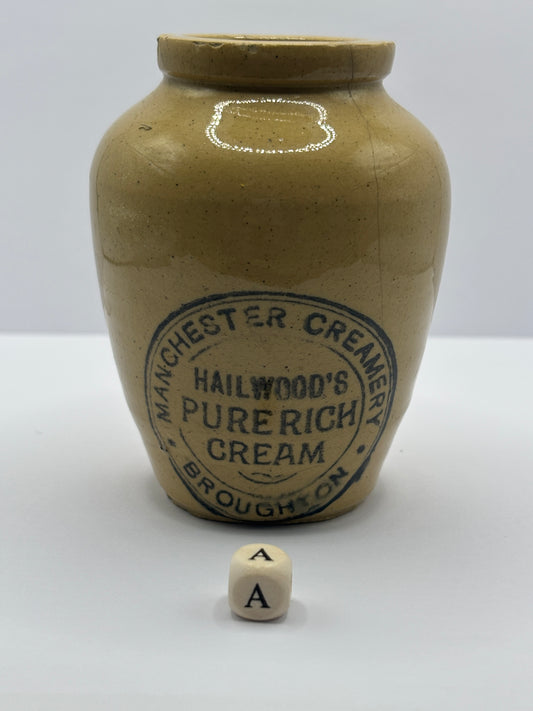 MANCHESTER CREAMERY
HAILWOOD'S
PURE RICH
CREAM
• BROUGHTON •
A
A